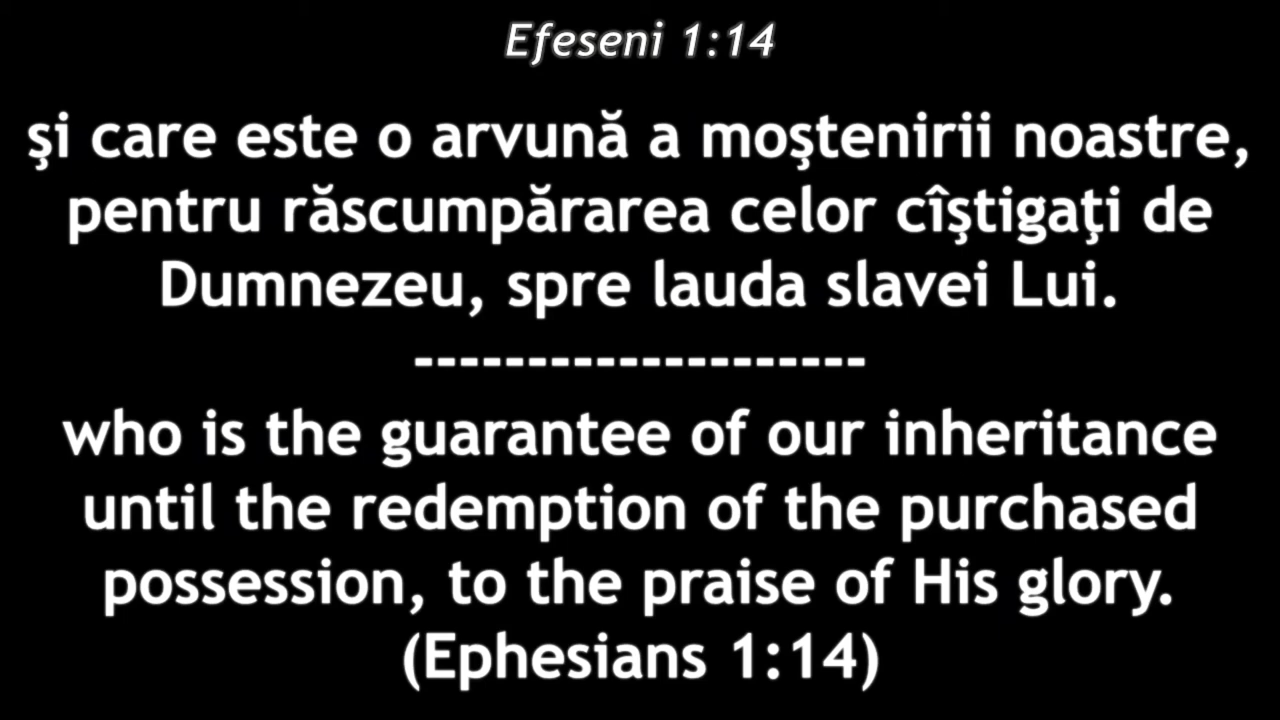 Efeseni 1:14
şi care este o arvună a moştenirii noastre,
pentru răscumpărarea celor cîştigaţi de
Dumnezeu, spre lauda slavei Lui.
---------------------
who is the guarantee of our inheritance
until the redemption of the purchased
possession, to the praise of His glory.
(Ephesians 1:14)